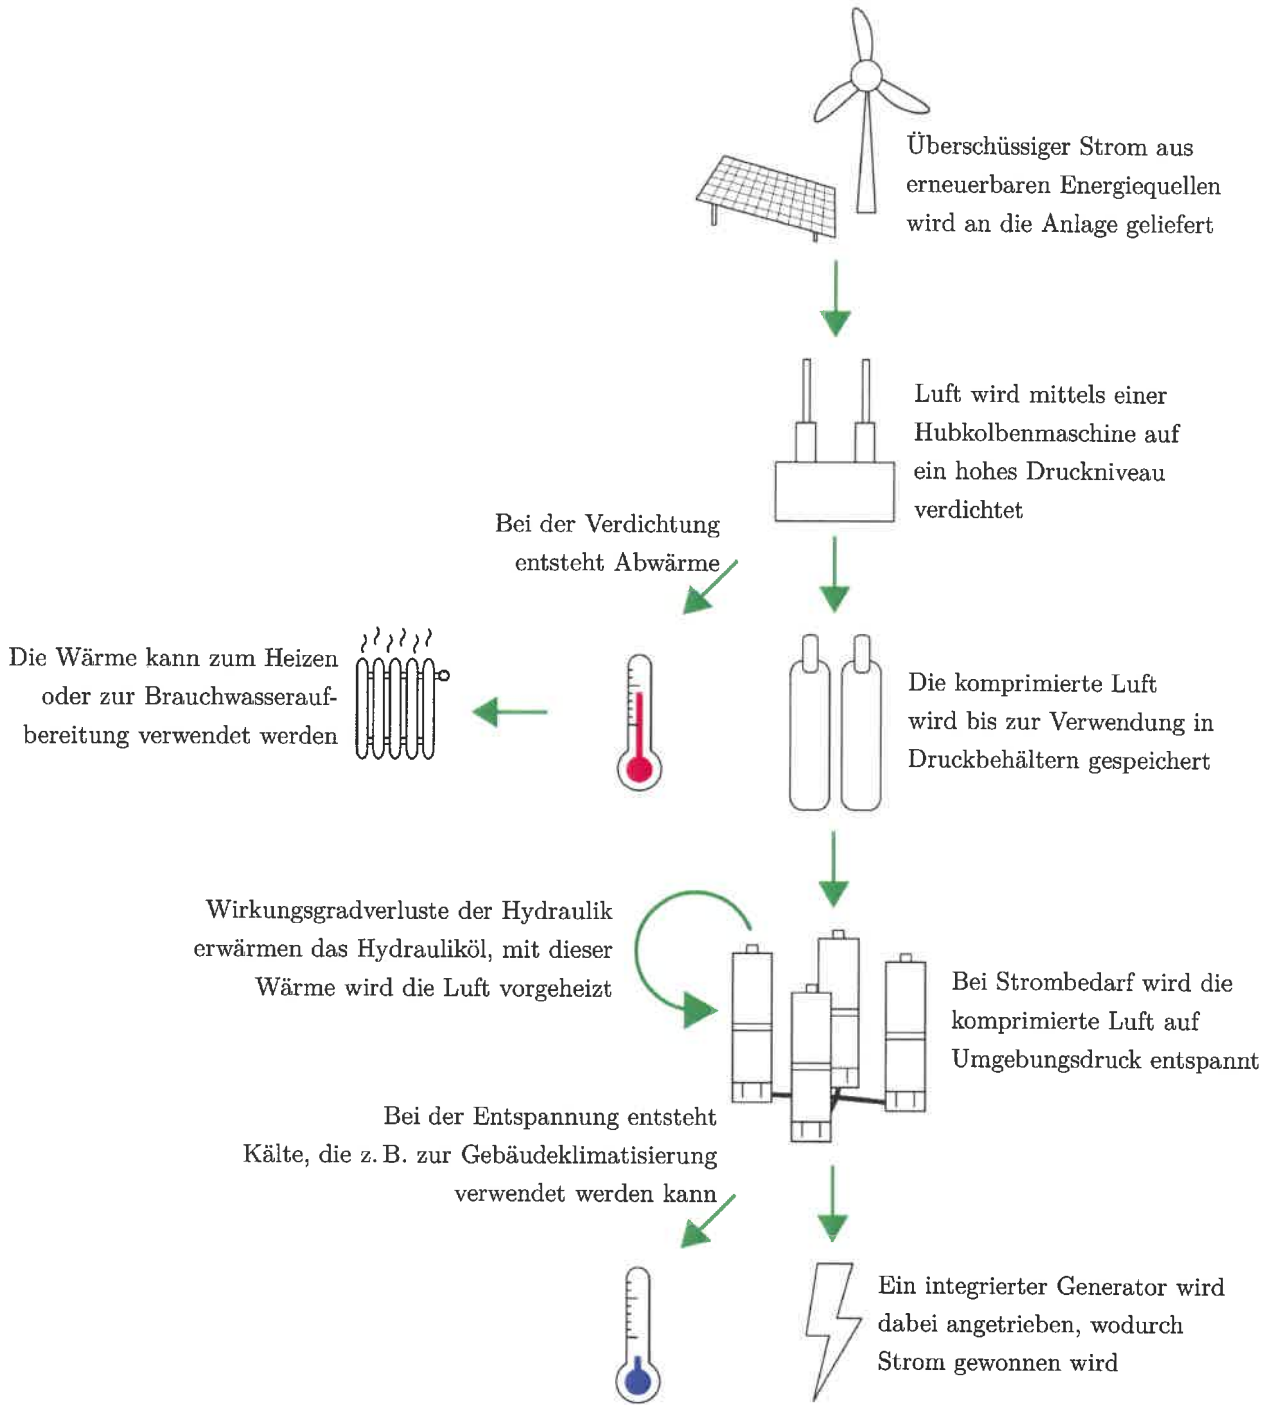 Überschüssiger Strom aus
erneuerbaren Energiequellen
wird an die Anlage geliefert
Luft wird mittels einer
Hubkolbenmaschine auf
ein hohes Druckniveau
verdichtet
Bei der Verdichtung
entsteht Abwärme
Die Wärme kann zum Heizen
oder zur Brauchwasserauf-
bereitung verwendet werden
Die komprimierte Luft
wird bis zur Verwendung in
Druckbehältern gespeichert
Wirkungsgradverluste der Hydraulik
erwärmen das Hydrauliköl, mit dieser
Wärme wird die Luft vorgeheizt
Bei Strombedarf wird die
komprimierte Luft auf
Umgebungsdruck entspannt
Bei der Entspannung entsteht
Kälte, die z. B. zur Gebäudeklimatisierung
verwendet werden kann
Ein integrierter Generator wird
dabei angetrieben, wodurch
Strom gewonnen wird